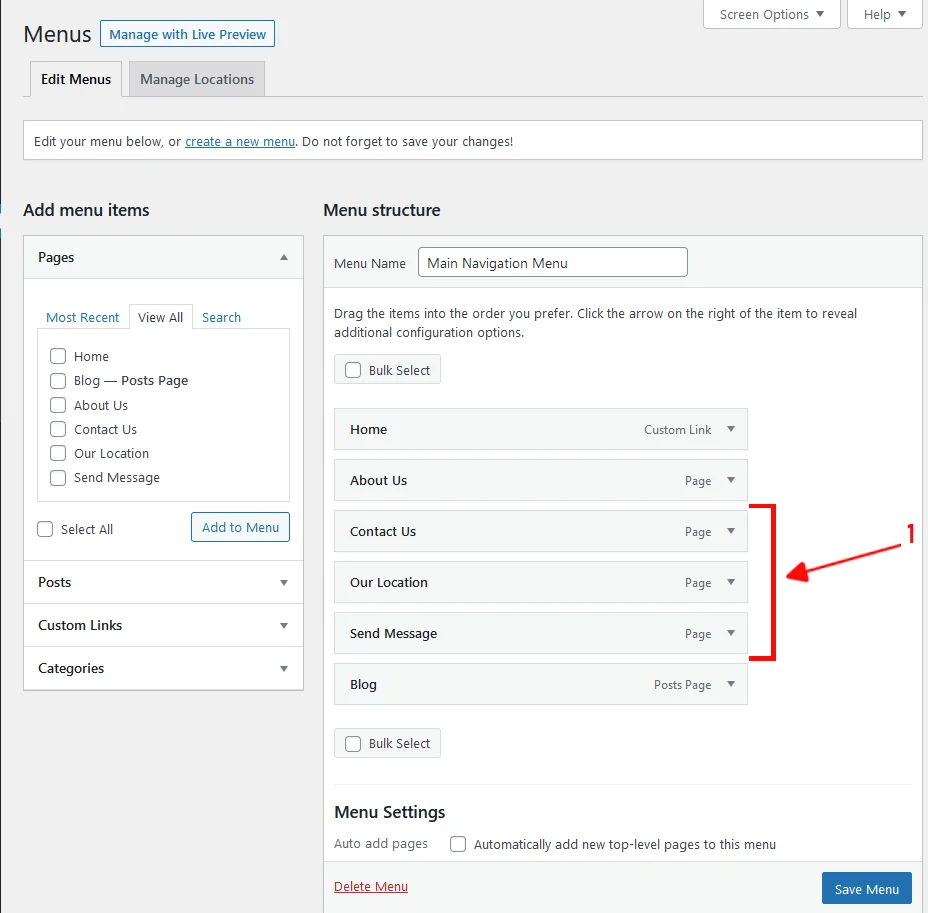 Screen Options ▼
Help ▼
Menus
Manage with Live Preview
Edit Menus
Manage Locations
Edit your menu below, or create a new menu. Do not forget to save your changes!
Add menu items
Pages
Most Recent
View All
Search
Home
Blog — Posts Page
About Us
Contact Us
Our Location
Send Message
Select All
Add to Menu
Posts
Custom Links
Categories
Menu structure
Menu Name
Main Navigation Menu
Drag the items into the order you prefer. Click the arrow on the right of the item to reveal
additional configuration options.
Bulk Select
Home Custom Link
About Us Page
Contact Us Page
Our Location Page
Send Message Page
Blog Posts Page
1
Bulk Select
Menu Settings
Auto add pages
Automatically add new top-level pages to this menu
Delete Menu
Save Menu